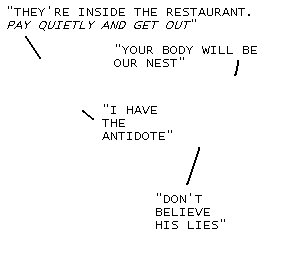 "THEY'RE INSIDE THE RESTAURANT.
PAY QUIETLY AND GET OUT"
"YOUR BODY WILL BE
OUR NEST"
"I HAVE
THE
ANTIDOTE"
"DON'T
BELIEVE
HIS LIES"